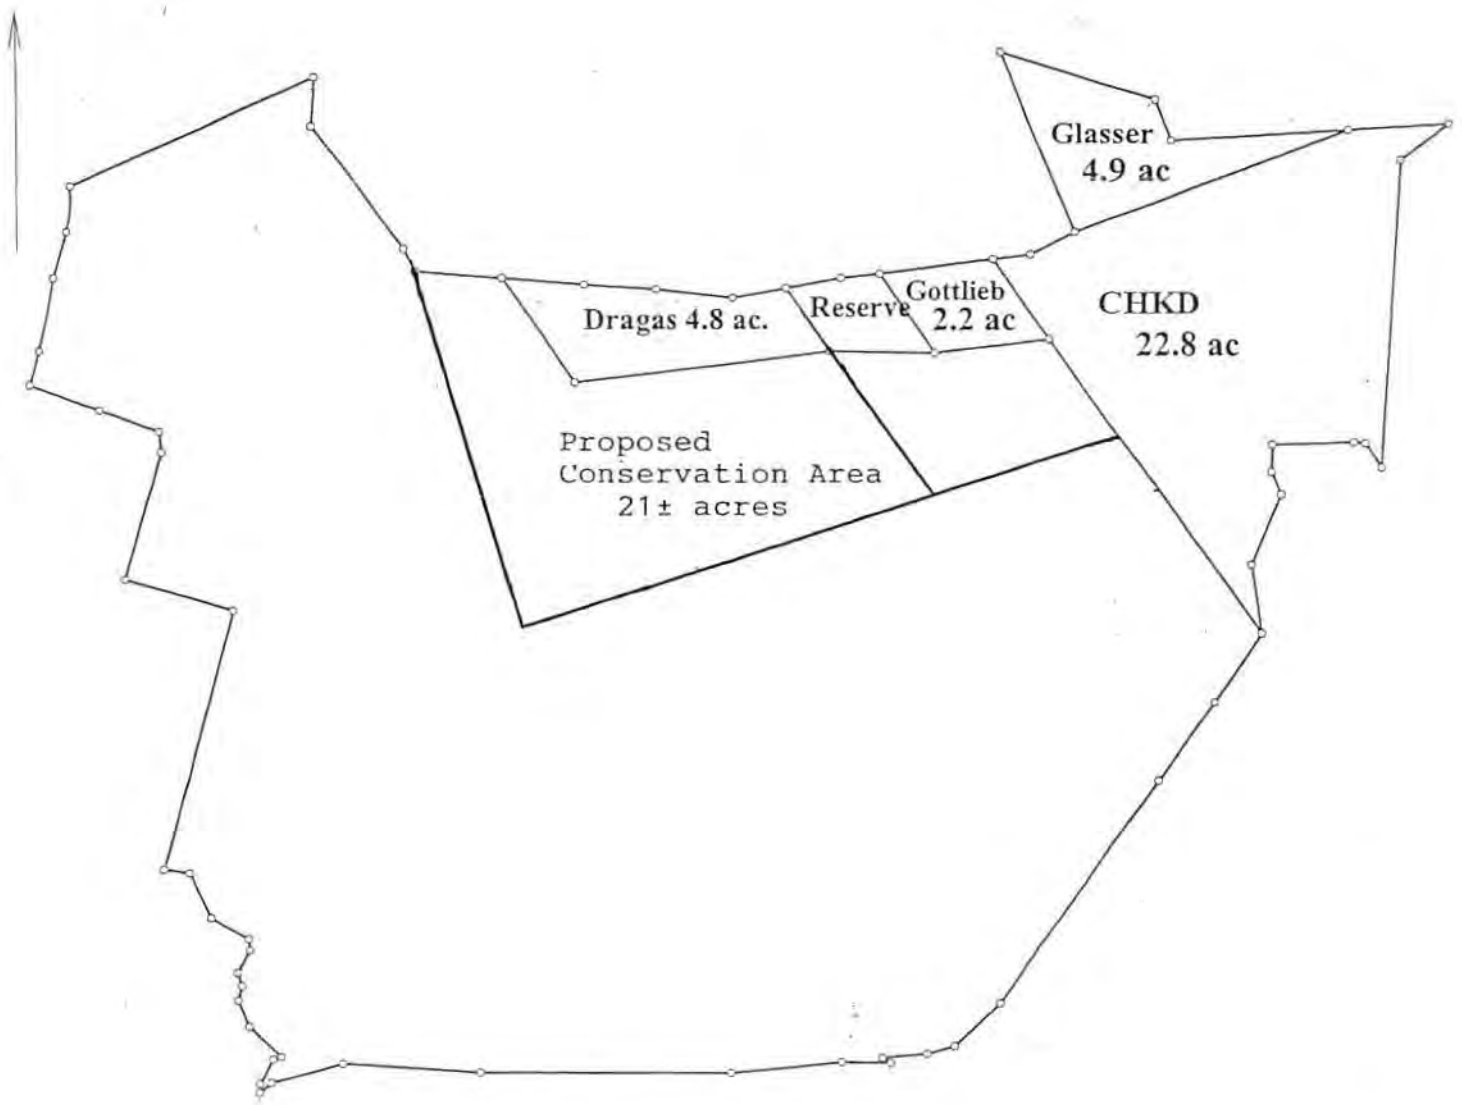 Glasser
4.9 ac
Dragas 4.8 ac.
Reserve
Gottlieb
2.2 ac
CHKD
22.8 ac
Proposed
Conservation Area
21± acres